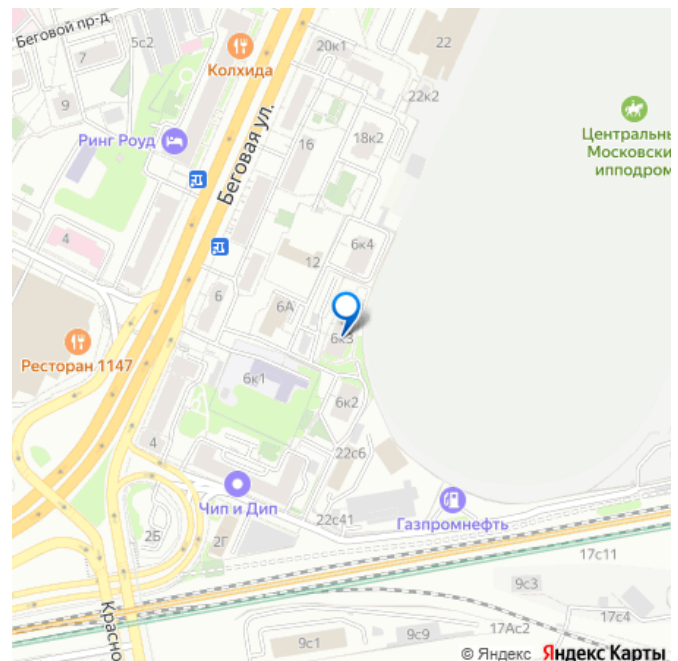 Беговой пр-д
5с2
Колхида
20к1
22
9
7
22к2
Ринг Роуд
Беговая ул.
16
18к2
Центральны
Московски
ипподром
4
12
6к4
6
6А
6к3
Ресторан 1147
6к1
6к2
4
22с6
Чип и Дип
Газпромнефть
2Б
2Г
22с41
17с11
9с3
Красно
17с4
17Ас2
9с1
9с9
© Яндекс Яндекс Карты